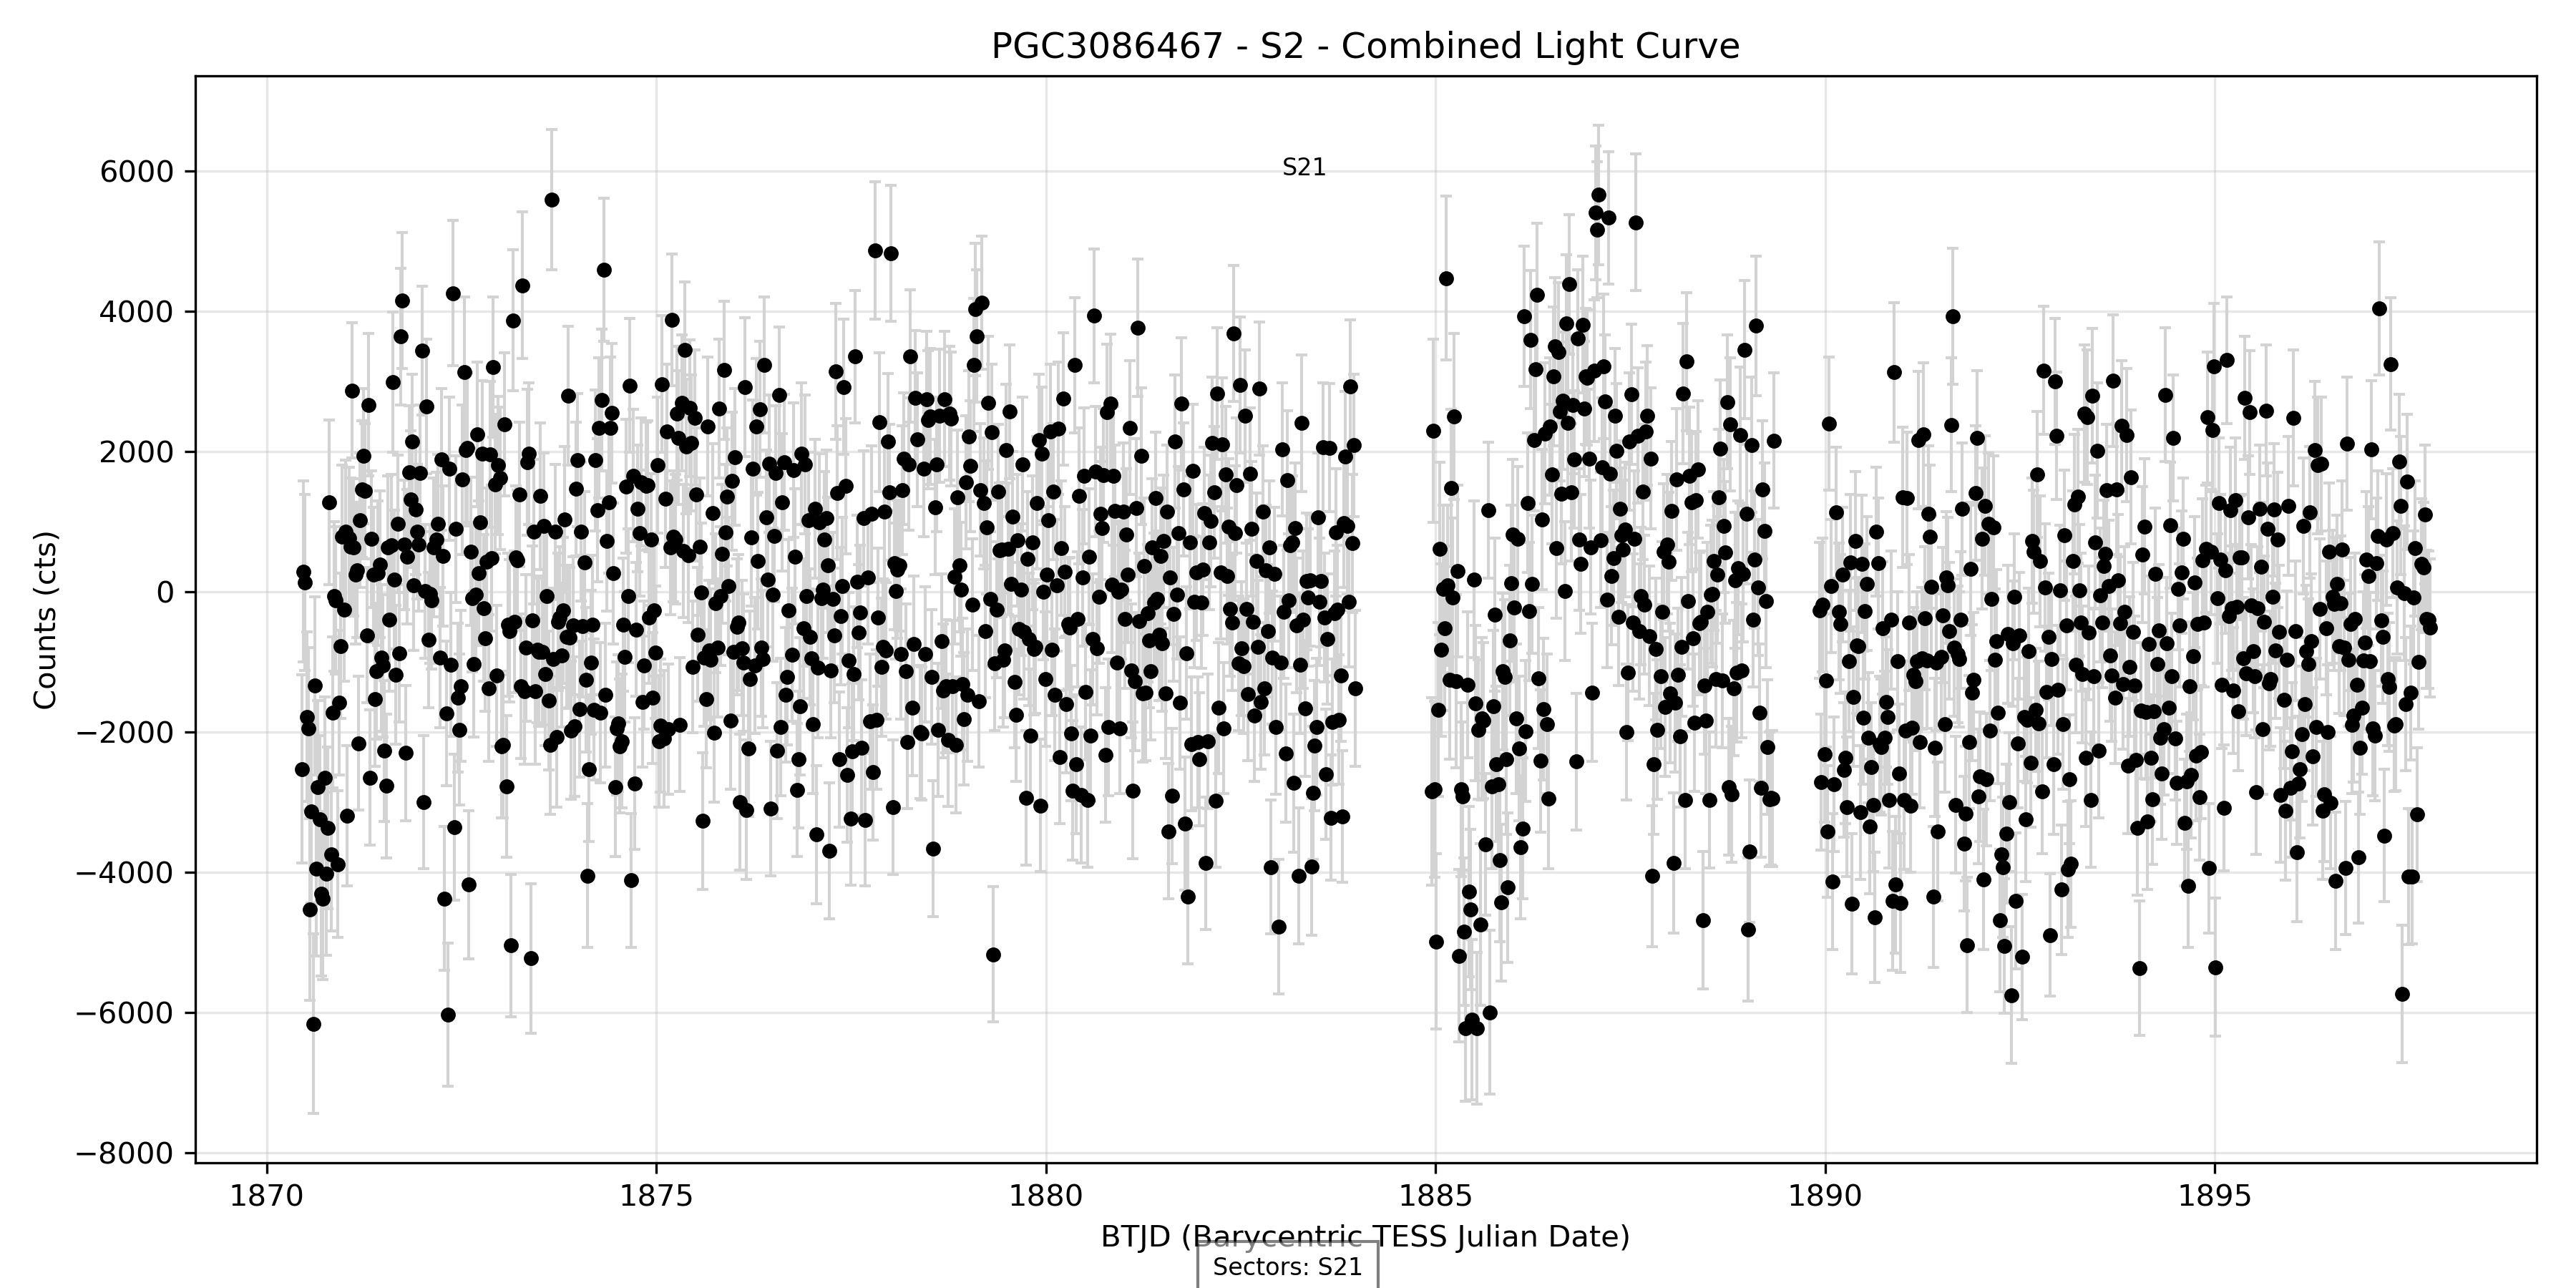 PGC3086467 - S2 - Combined Light Curve
S21
6000
4000
2000
0
−2000
−4000
−6000
−8000
Counts (cts)
1870 1875 1880 1885 1890 1895
BTJD (Barycentric TESS Julian Date)
Sectors: S21